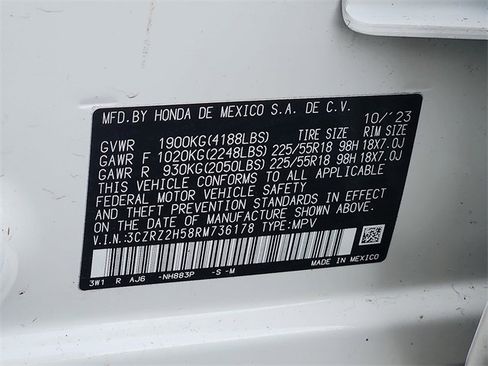 MFD.BY HONDA DE MEXICO S.A. DE C.V. 10/'23
GVWR 1900KG(4188LBS) TIRE SIZE RIM SIZE
GAWR F 1020KG(2248LBS) 225/55R18 98H 18X7.0J
GAWR R 930KG(2050LBS) 225/55R18 98H 18X7.0J
THIS VEHICLE CONFORMS TO ALL APPLICABLE
FEDERAL MOTOR VEHICLE SAFETY
AND THEFT PREVENTION STANDARDS IN EFFECT
ON THE DATE OF MANUFACTURE SHOWN ABOVE.
V.I.N.:3CZRZ2H58RM736178 TYPE:MPV
3W1 R AJ6 -NH883P -S -M MADE IN MEXICO